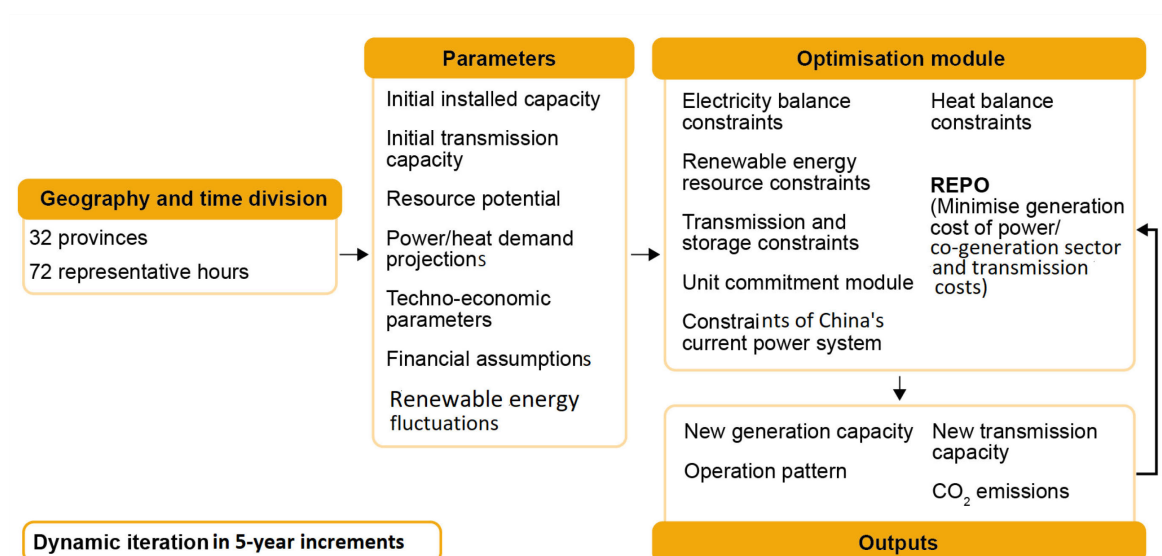 Geography and time division
32 provinces
72 representative hours
Parameters
Initial installed capacity
Initial transmission
capacity
Resource potential
Power/heat demand
projections
Techno-economic
parameters
Financial assumptions
Renewable energy
fluctuations
Optimisation module
Electricity balance
constraints
Renewable energy
resource constraints
Transmission and
storage constraints
Unit commitment module
Constraints of China's
current power system
Heat balance
constraints
REPO
(Minimise generation
cost of power/
co-generation sector
and transmission
costs)
New generation capacity
Operation pattern
New transmission
capacity
CO₂ emissions
Outputs
Dynamic iteration in 5-year increments